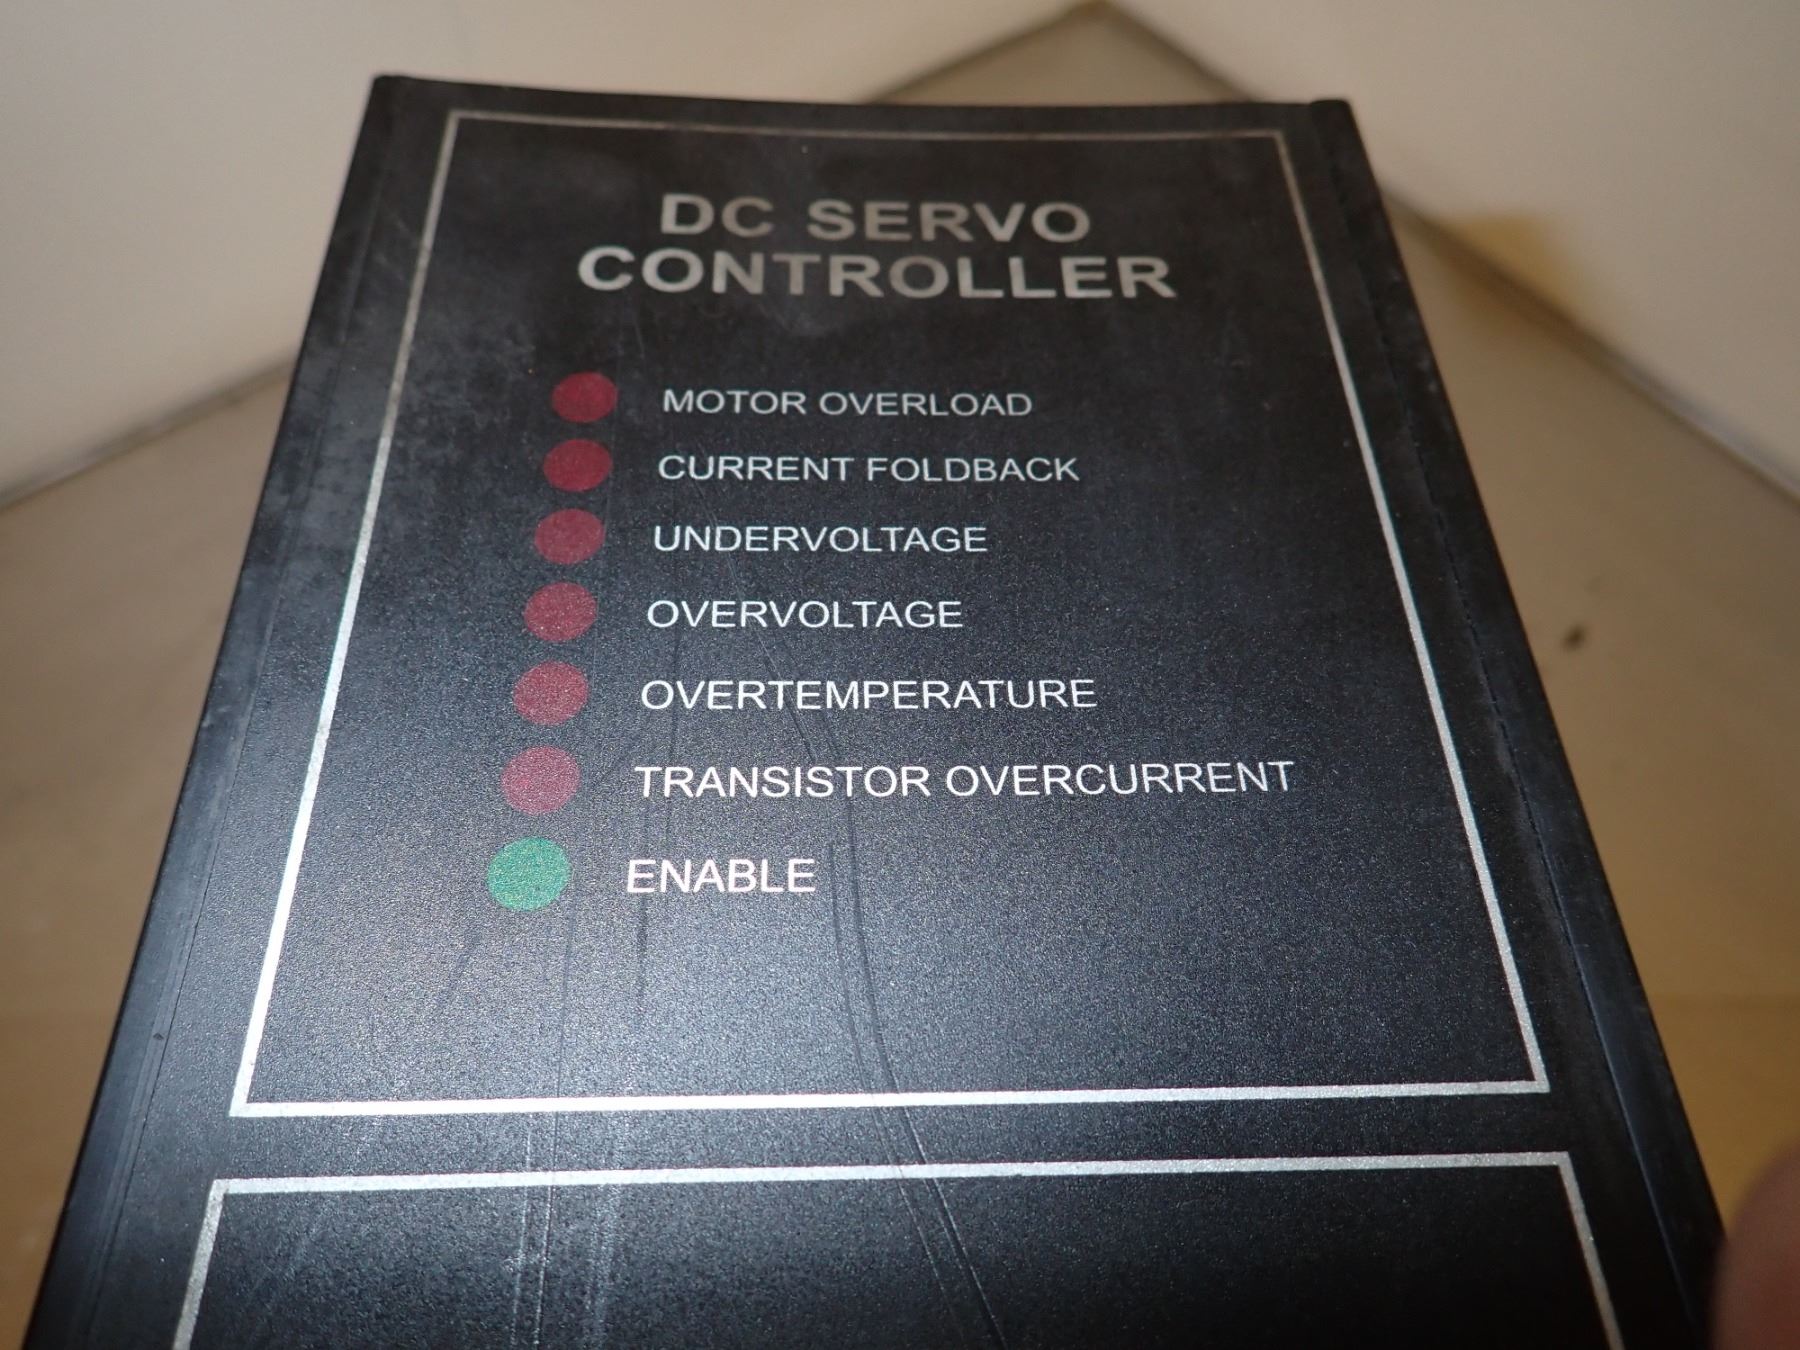 DC SERVO
CONTROLLER
MOTOR OVERLOAD
CURRENT FOLDBACK
UNDERVOLTAGE
OVERVOLTAGE
OVERTEMPERATURE
TRANSISTOR OVERCURRENT
ENABLE